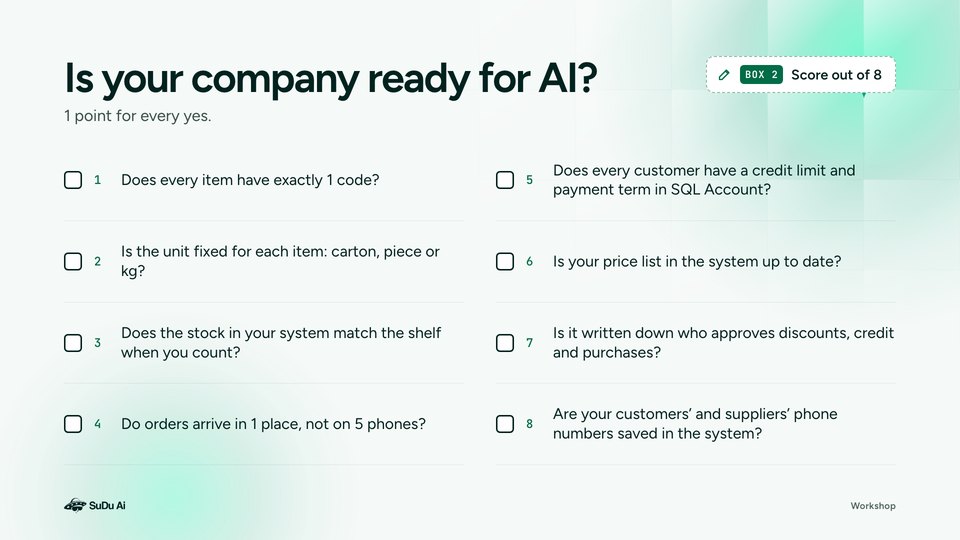 Is your company ready for AI?
BOX 2 Score out of 8
1 point for every yes.
1 Does every item have exactly 1 code?
2 Is the unit fixed for each item: carton, piece or
kg?
3 Does the stock in your system match the shelf
when you count?
4 Do orders arrive in 1 place, not on 5 phones?
5 Does every customer have a credit limit and
payment term in SQL Account?
6 Is your price list in the system up to date?
7 Is it written down who approves discounts, credit
and purchases?
8 Are your customers’ and suppliers’ phone
numbers saved in the system?
SuDu Ai
Workshop